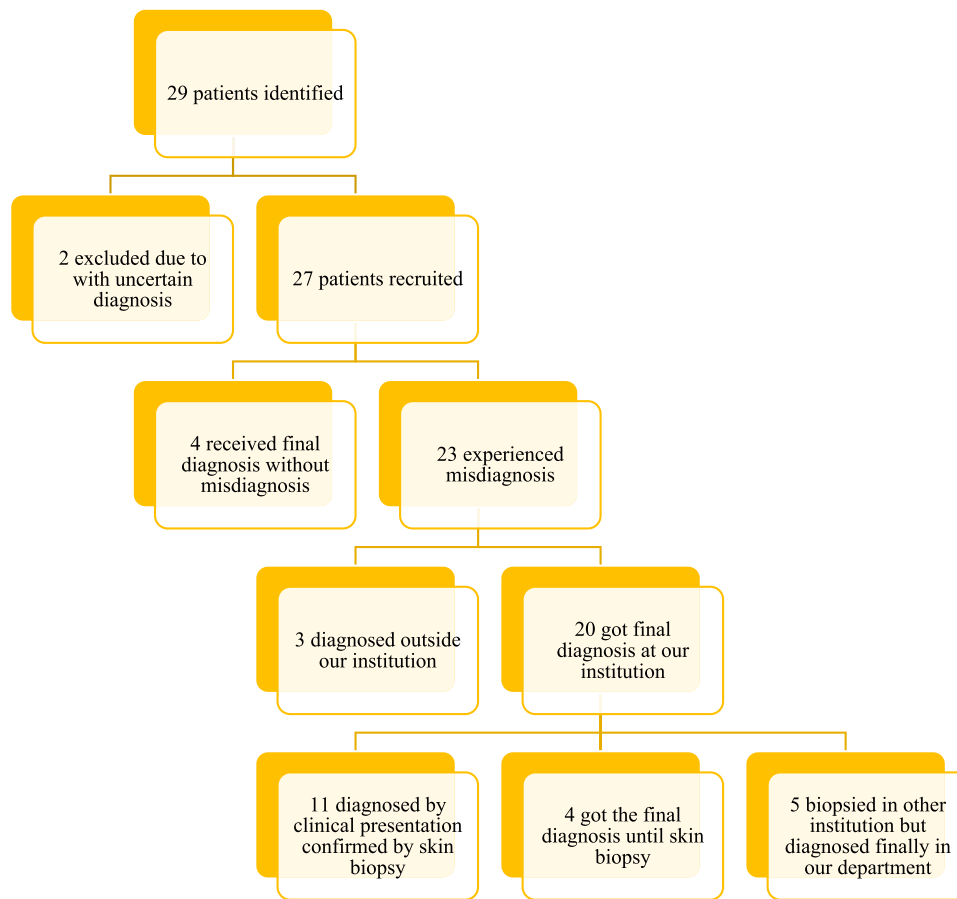 29 patients identified
2 excluded due to
with uncertain
diagnosis
27 patients recruited
4 received final
diagnosis without
misdiagnosis
23 experienced
misdiagnosis
3 diagnosed outside
our institution
20 got final
diagnosis at our
institution
11 diagnosed by
clinical presentation
confirmed by skin
biopsy
4 got the final
diagnosis until skin
biopsy
5 biopsied in other
institution but
diagnosed finally in
our department